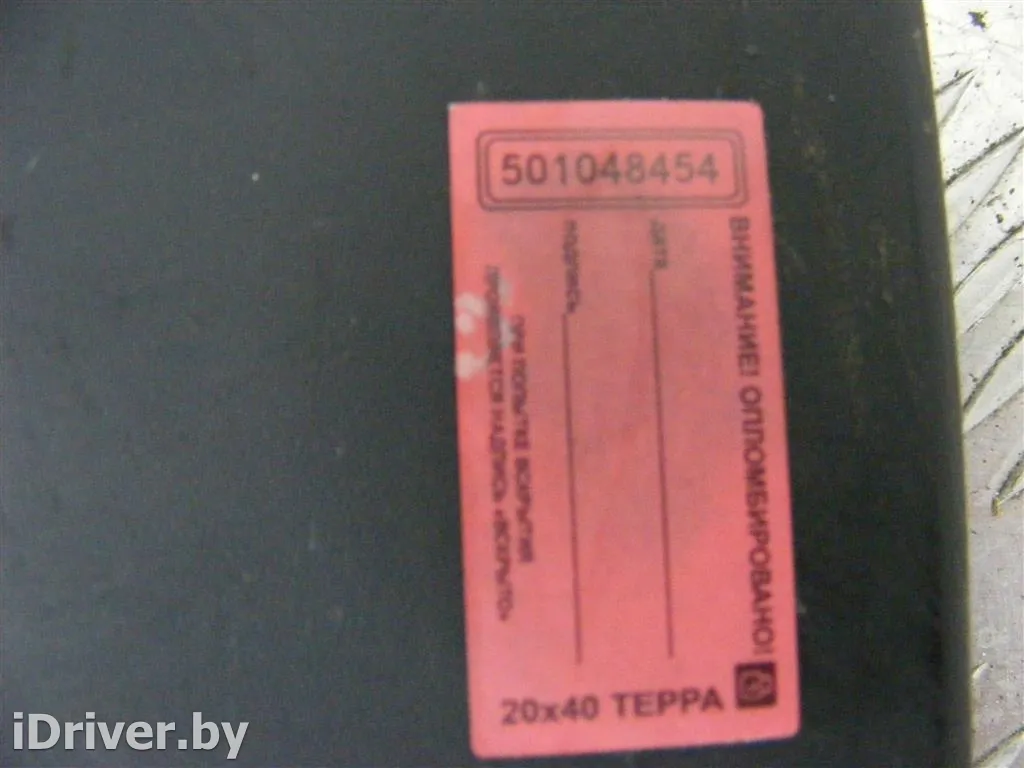 501048454
ВНИМАНИЕ! ОПЛОМБИРОВАНО!
ДАТА
ПОДПИСЬ
ПРИ ПОПЫТКЕ ВСКРЫТИЯ
ПРОЯВЛЯЕТСЯ НАДПИСЬ «ВСКРЫТО»
20x40 ТЕРРА
iDriver.by